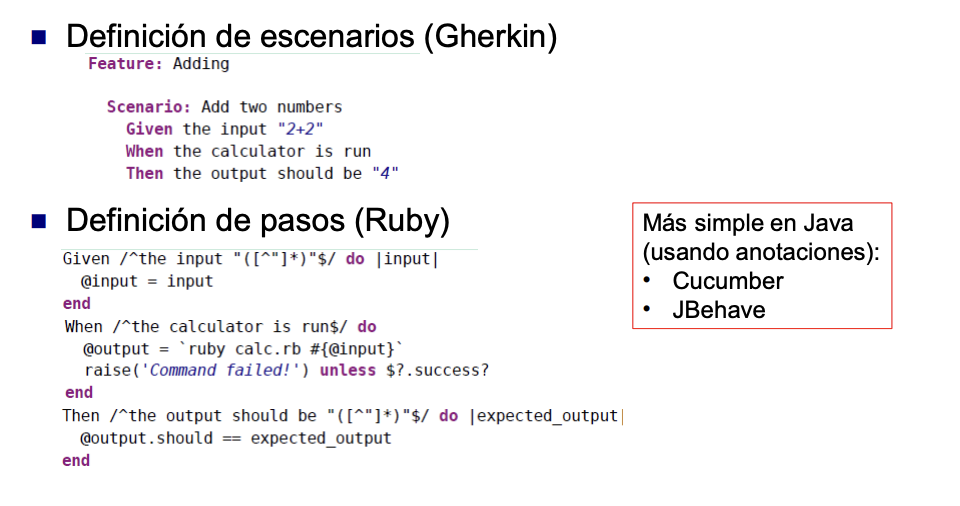 Definición de escenarios (Gherkin)
Feature: Adding
Scenario: Add two numbers
Given the input "2+2"
When the calculator is run
Then the output should be "4"
Definición de pasos (Ruby)
Given /^the input "([^"]*)"$/ do |input|
@input = input
end
When /^the calculator is run$/ do
@output = `ruby calc.rb #{@input}`
raise('Command failed!') unless $?.success?
end
Then /^the output should be "([^"]*)"$/ do |expected_output|
@output.should == expected_output
end
Más simple en Java
(usando anotaciones):
• Cucumber
• JBehave